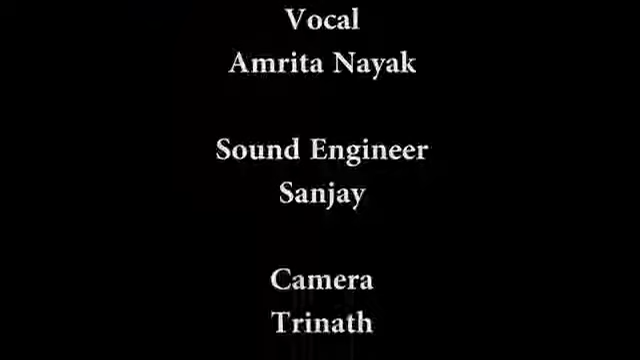 Vocal
Amrita Nayak
Sound Engineer
Sanjay
Camera
Trinath